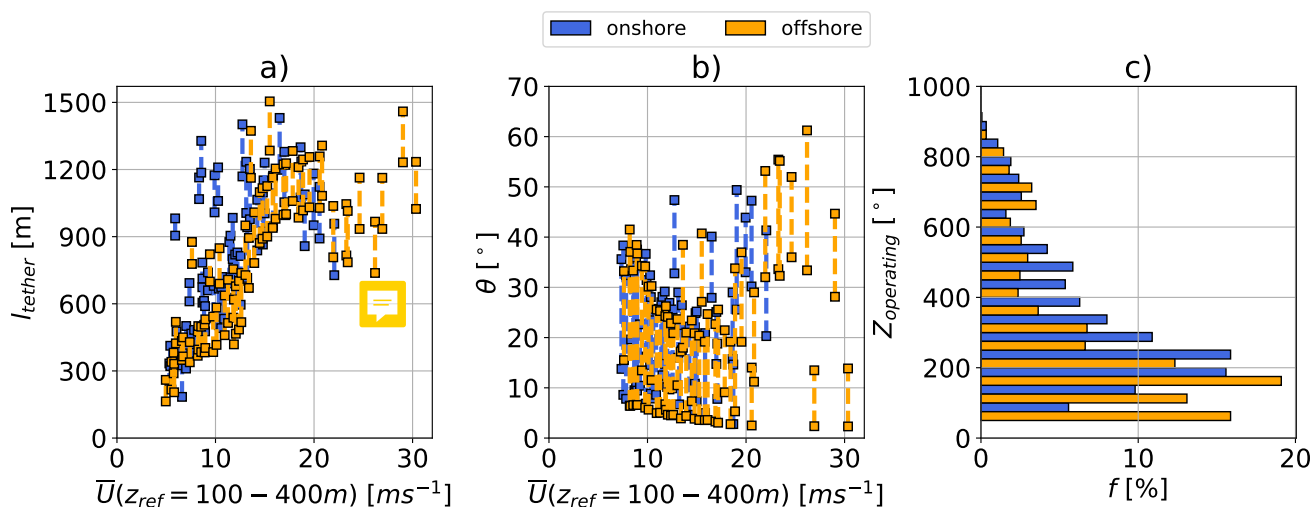 onshore offshore
a) b) c)
l_tether [m]
1500
1200
900
600
300
0
0 10 20 30
U̅(z_ref = 100 − 400m) [ms⁻¹]
θ [°]
70
60
50
40
30
20
10
0
0 10 20 30
U̅(z_ref = 100 − 400m) [ms⁻¹]
Z_operating [°]
1000
800
600
400
200
0
0 10 20
f [%]